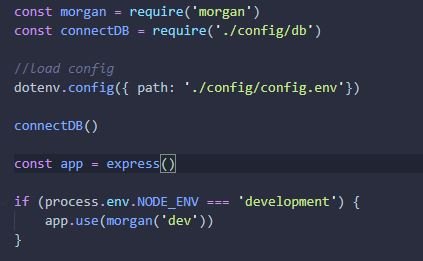 const morgan = require('morgan')
const connectDB = require('./config/db')
//load config
dotenv.config({ path: './config/config.env'})
connectDB()
const app = express()
if (process.env.NODE_ENV === 'development') {
app.use(morgan('dev'))
}